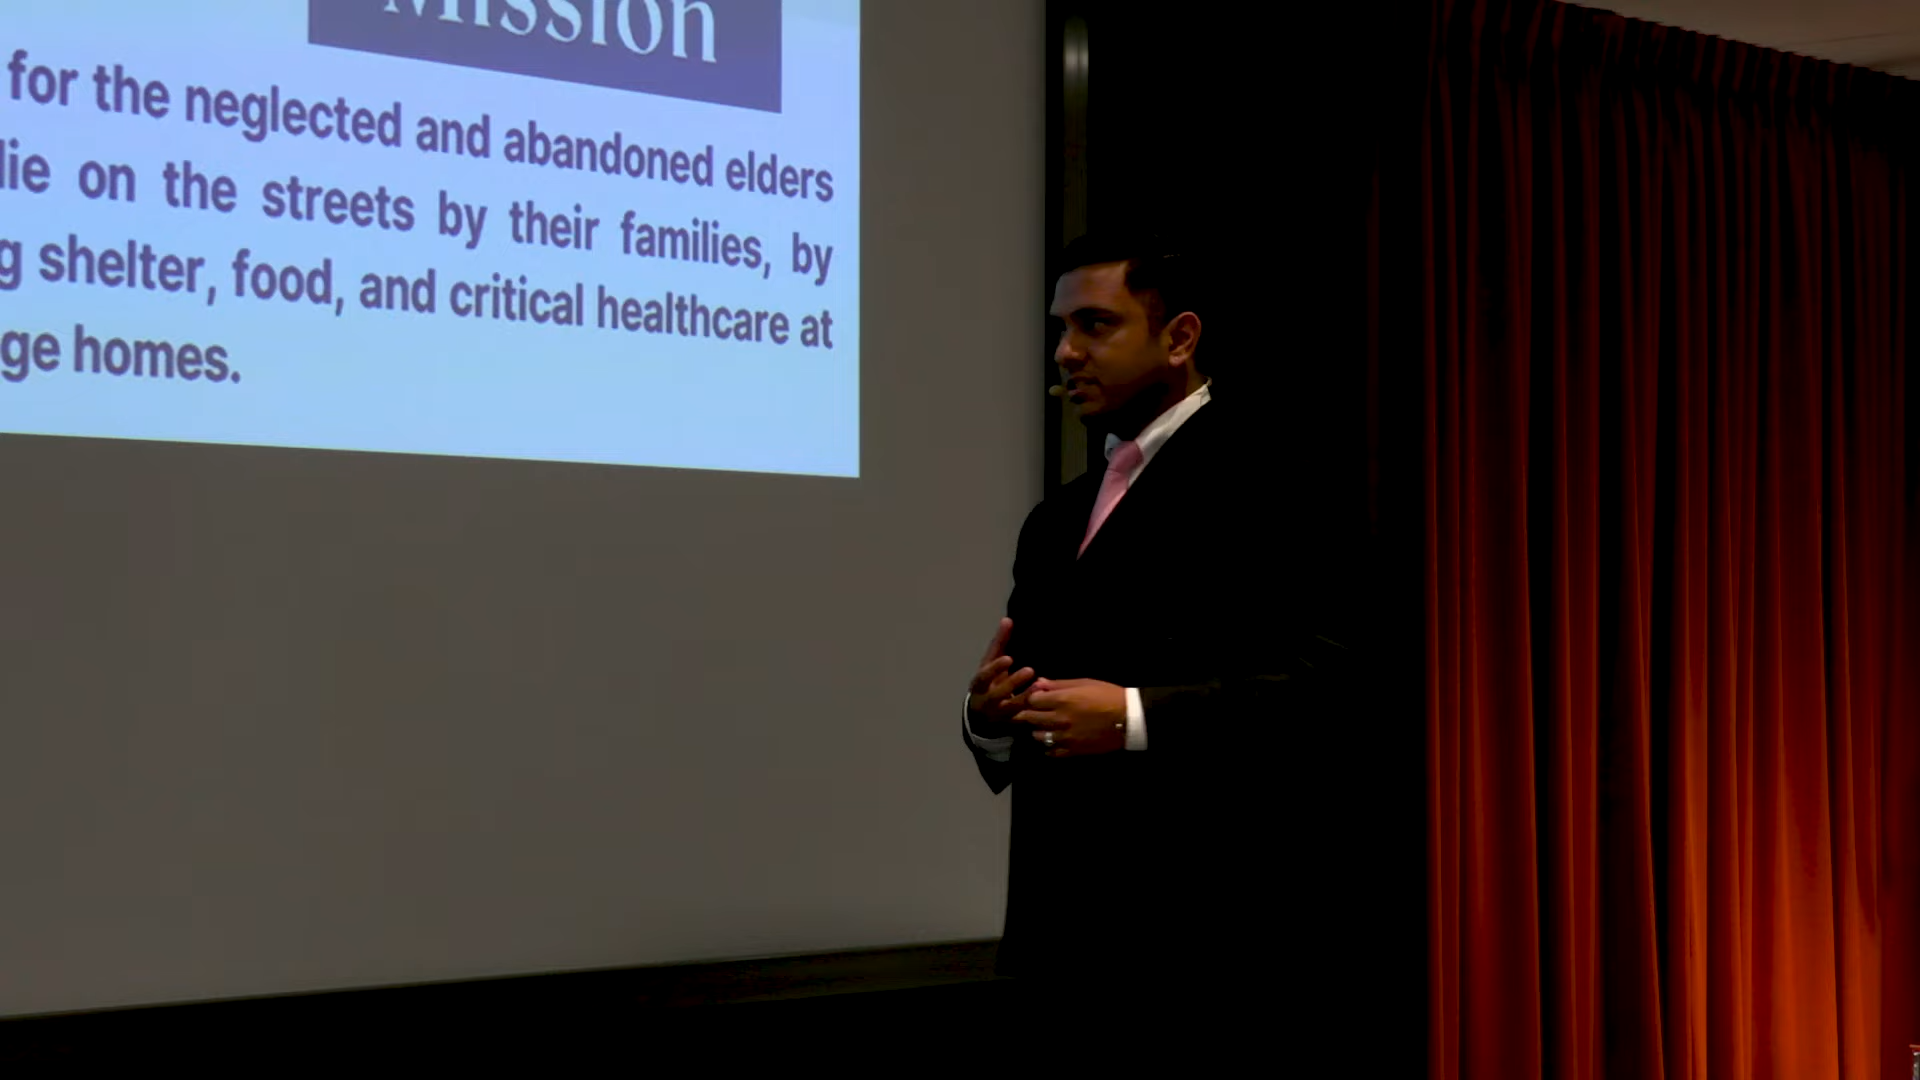 Mission
for the neglected and abandoned elders
die on the streets by their families, by
g shelter, food, and critical healthcare at
ge homes.